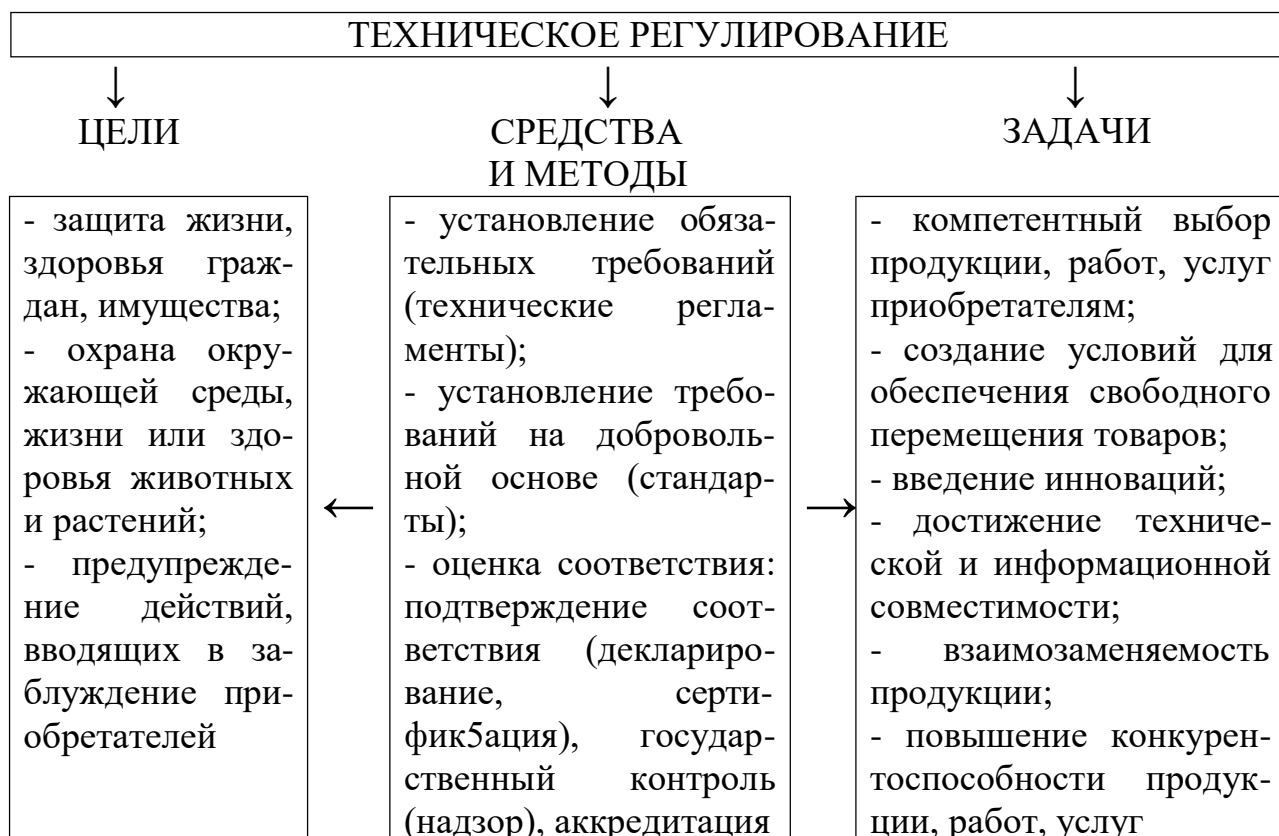 ТЕХНИЧЕСКОЕ РЕГУЛИРОВАНИЕ
↓ ↓ ↓
ЦЕЛИ
СРЕДСТВА
И МЕТОДЫ
ЗАДАЧИ
- защита жизни,
здоровья граж-
дан, имущества;
- охрана окру-
жающей среды,
жизни или здо-
ровья животных
и растений;
- предупрежде-
ние действий,
вводящих в за-
блуждение при-
обретателей
←
- установление обяза-
тельных требований
(технические регла-
менты);
- установление требо-
ваний на доброволь-
ной основе (стандар-
ты);
- оценка соответствия:
подтверждение соот-
ветствия (деклариро-
вание, серти-
фик5ация), государ-
ственный контроль
(надзор), аккредитация
→
- компетентный выбор
продукции, работ, услуг
приобретателям;
- создание условий для
обеспечения свободного
перемещения товаров;
- введение инноваций;
- достижение техниче-
ской и информационной
совместимости;
- взаимозаменяемость
продукции;
- повышение конкурен-
тоспособности продук-
ции, работ, услуг